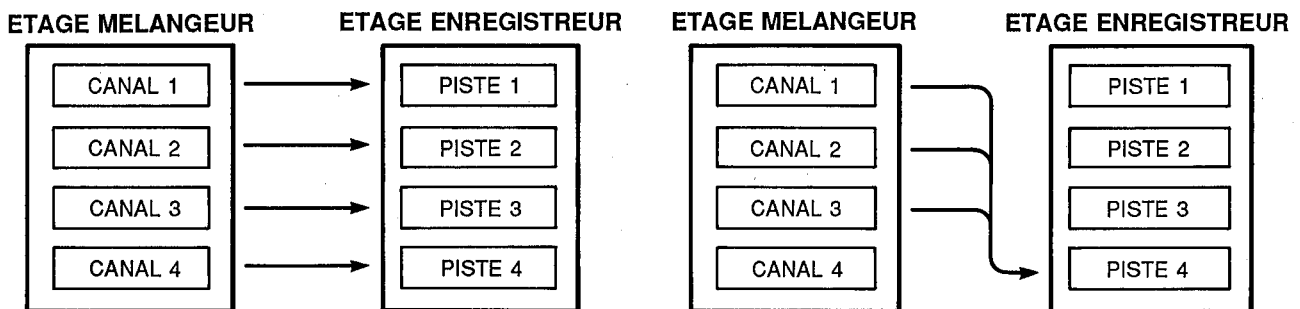 ETAGE MELANGEUR
ETAGE ENREGISTREUR
CANAL 1
PISTE 1
CANAL 2
PISTE 2
CANAL 3
PISTE 3
CANAL 4
PISTE 4
ETAGE MELANGEUR
ETAGE ENREGISTREUR
CANAL 1
PISTE 1
CANAL 2
PISTE 2
CANAL 3
PISTE 3
CANAL 4
PISTE 4